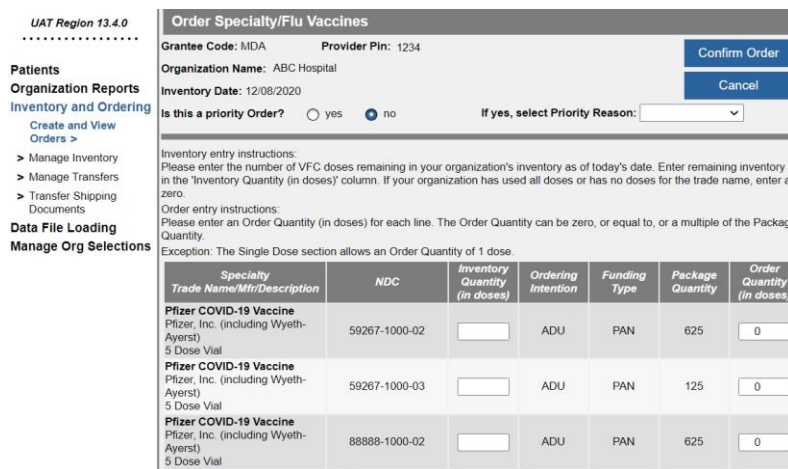 UAT Region 13.4.0
Patients
Organization Reports
Inventory and Ordering
Create and View
Orders >
> Manage Inventory
> Manage Transfers
> Transfer Shipping
Documents
Data File Loading
Manage Org Selections
Order Specialty/Flu Vaccines
Grantee Code: MDA Provider Pin: 1234
Confirm Order
Organization Name: ABC Hospital
Cancel
Inventory Date: 12/08/2020
Is this a priority Order? yes no If yes, select Priority Reason:
Inventory entry instructions:
Please enter the number of VFC doses remaining in your organization's inventory as of today's date. Enter remaining inventory
in the 'Inventory Quantity (in doses)' column. If your organization has used all doses or has no doses for the trade name, enter a
zero.
Order entry instructions:
Please enter an Order Quantity (in doses) for each line. The Order Quantity can be zero, or equal to, or a multiple of the Packag
Quantity.
Exception: The Single Dose section allows an Order Quantity of 1 dose.
Specialty
Trade Name/Mfr/Description
NDC
Inventory
Quantity
(in doses)
Ordering
Intention
Funding
Type
Package
Quantity
Order
Quantity
(in doses
Pfizer COVID-19 Vaccine
Pfizer, Inc. (including Wyeth-
Ayerst)
5 Dose Vial
59267-1000-02 ADU PAN 625 0
Pfizer COVID-19 Vaccine
Pfizer, Inc. (including Wyeth-
Ayerst)
5 Dose Vial
59267-1000-03 ADU PAN 125 0
Pfizer COVID-19 Vaccine
Pfizer, Inc. (including Wyeth-
Ayerst)
5 Dose Vial
88888-1000-02 ADU PAN 625 0